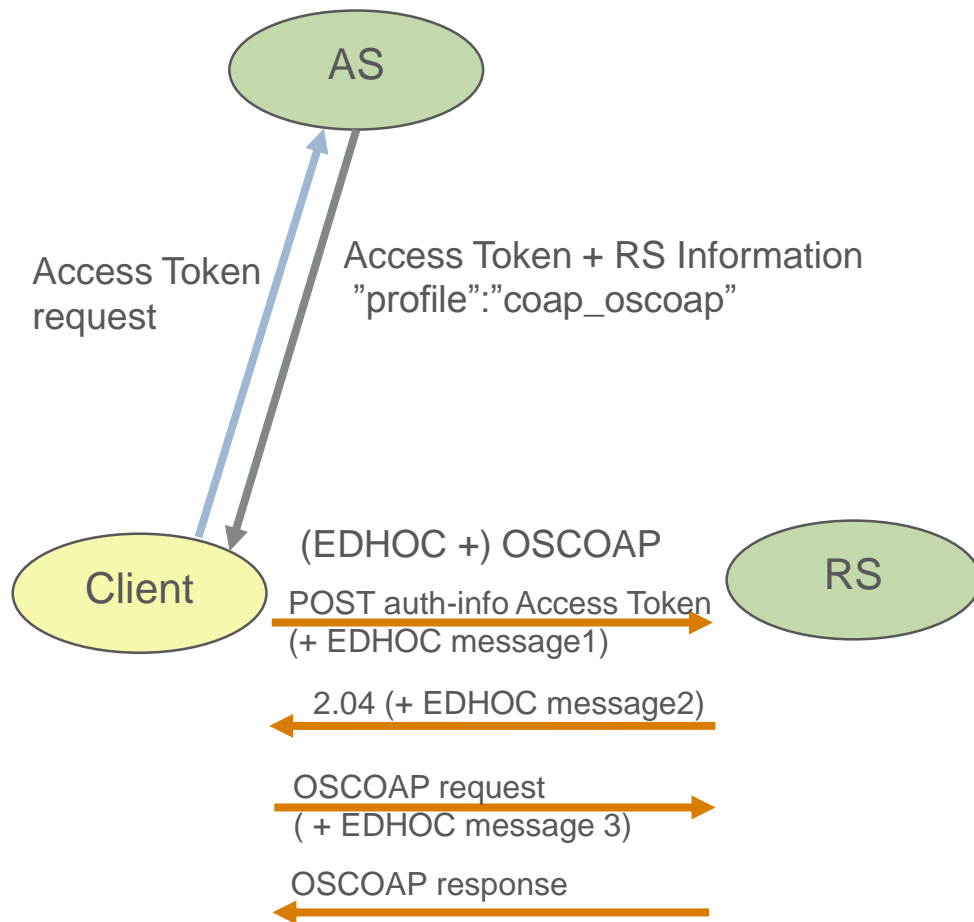 AS
Access Token
request
Access Token + RS Information
”profile”:”coap_oscoap”
Client
(EDHOC +) OSCOAP
RS
POST auth-info Access Token
(+ EDHOC message1)
2.04 (+ EDHOC message2)
OSCOAP request
( + EDHOC message 3)
OSCOAP response